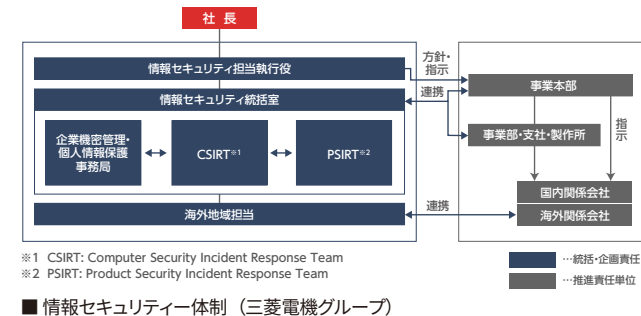 社 長
情報セキュリティ担当執行役
方針・
指示
事業本部
情報セキュリティ統括室
連携
企業機密管理・
個人情報保護
事務局
CSIRT※1
PSIRT※2
事業部・支社・製作所
指示
国内関係会社
海外地域担当
連携
海外関係会社
※1 CSIRT: Computer Security Incident Response Team
※2 PSIRT: Product Security Incident Response Team
…統括・企画責任
…推進責任単位
■ 情報セキュリティー体制（三菱電機グループ）